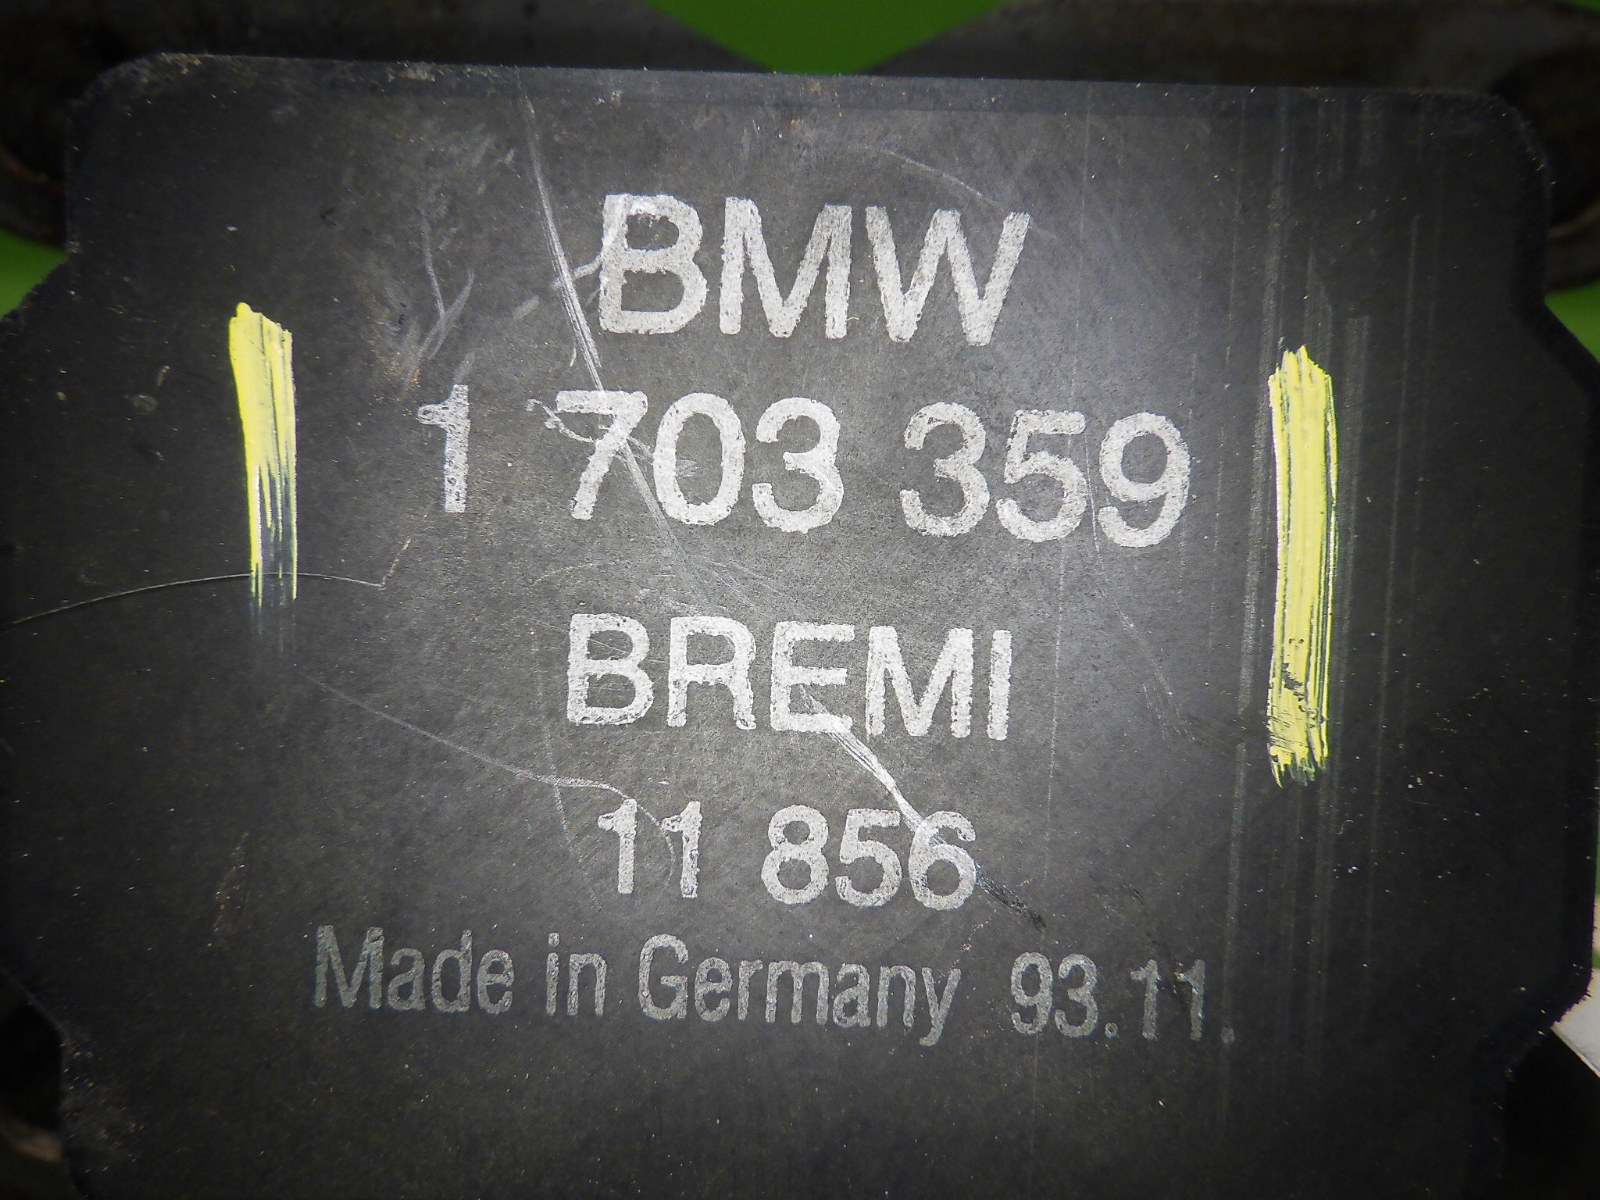 BMW
1 703 359
BREMI
11 856
Made in Germany 93.11.